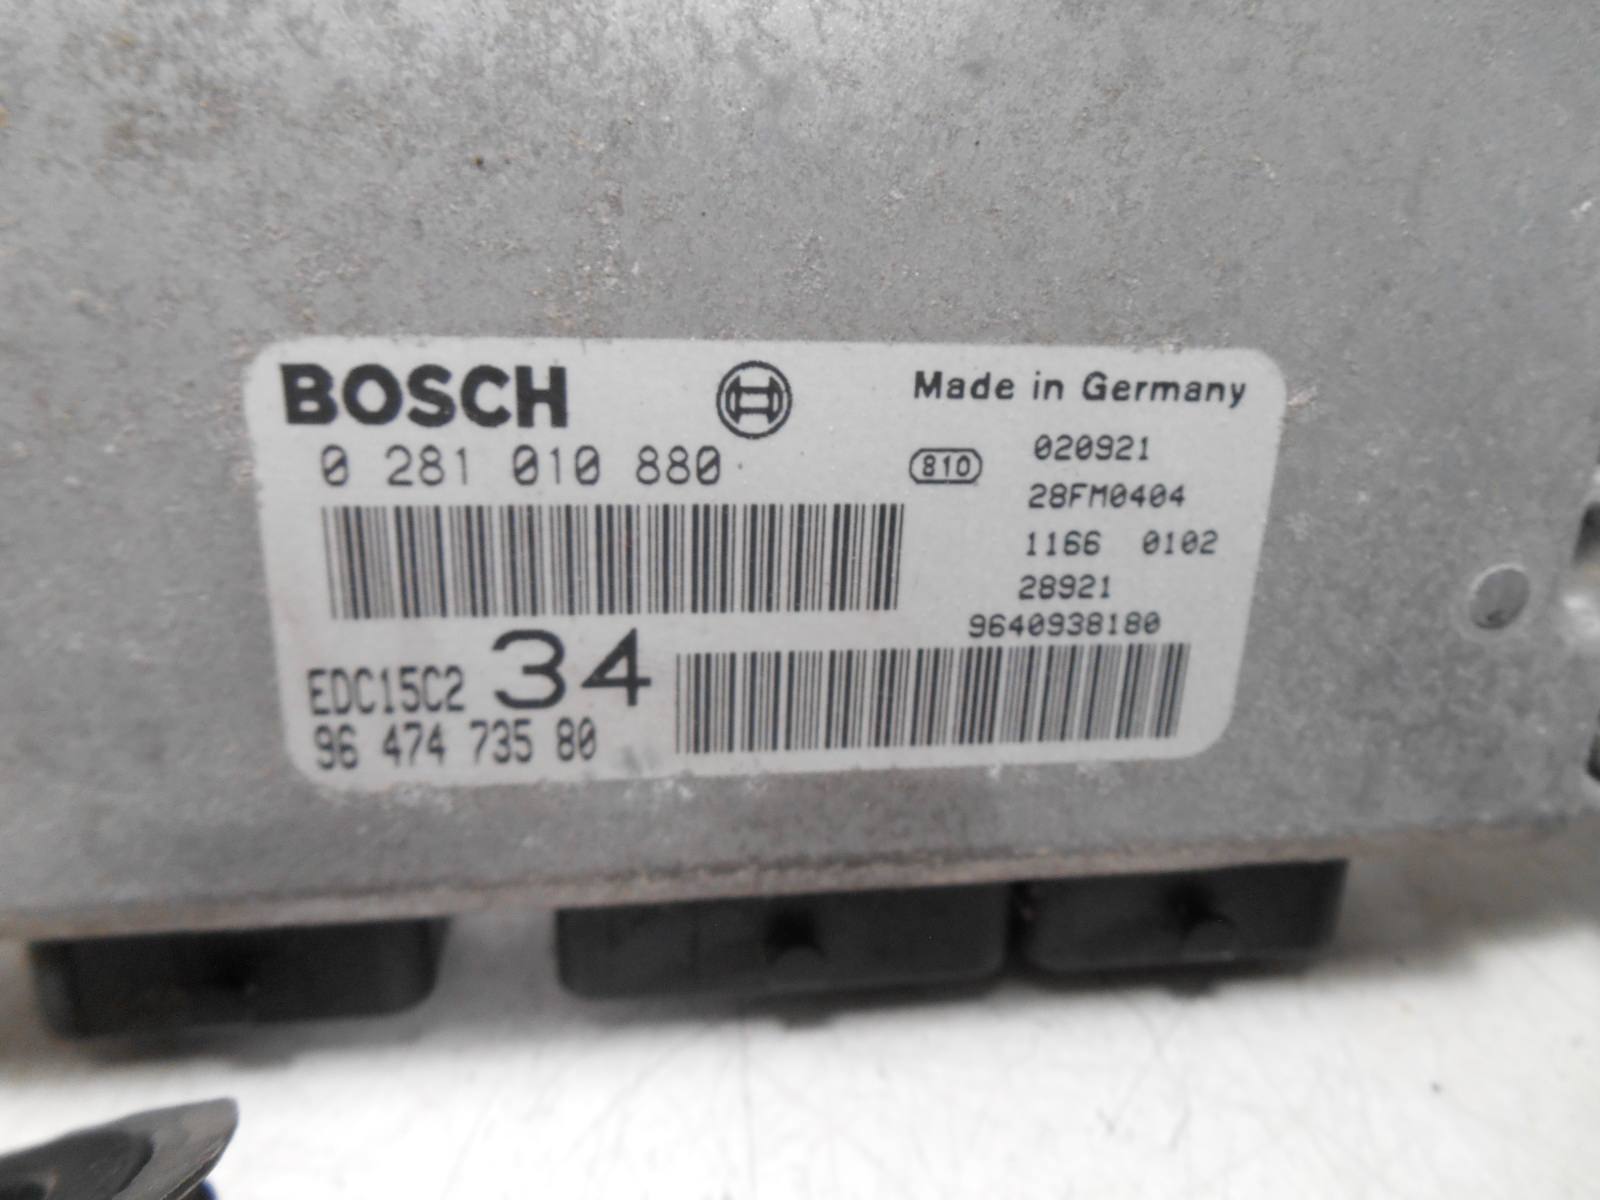 BOSCH
Made in Germany
0 281 010 880
810
020921
28FM0404
1166 0102
28921
9640938180
EDC15C2 34
96 474 735 80